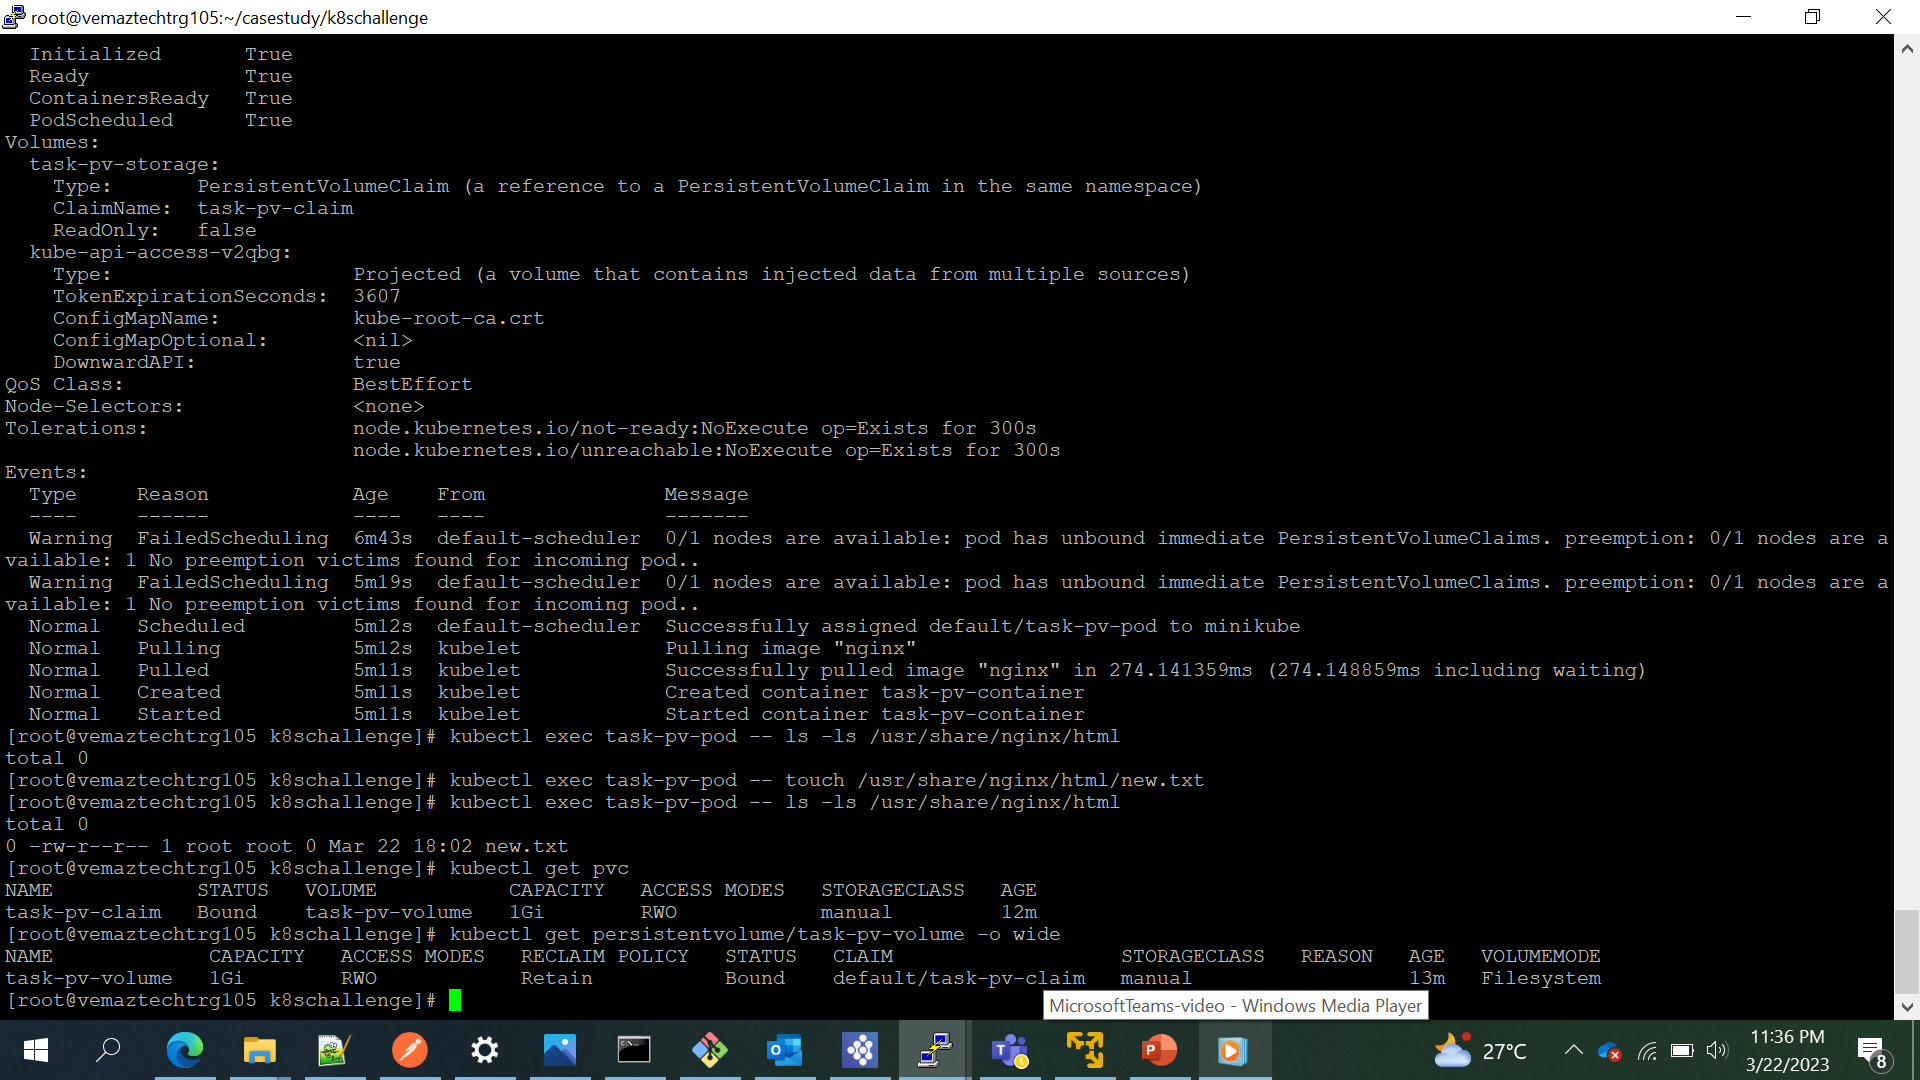 root@vemaztechtrg105:~/casestudy/k8schallenge
Initialized True
Ready True
ContainersReady True
PodScheduled True
Volumes:
task-pv-storage:
Type: PersistentVolumeClaim (a reference to a PersistentVolumeClaim in the same namespace)
ClaimName: task-pv-claim
ReadOnly: false
kube-api-access-v2qbg:
Type: Projected (a volume that contains injected data from multiple sources)
TokenExpirationSeconds: 3607
ConfigMapName: kube-root-ca.crt
ConfigMapOptional: <nil>
DownwardAPI: true
QoS Class: BestEffort
Node-Selectors: <none>
Tolerations: node.kubernetes.io/not-ready:NoExecute op=Exists for 300s
node.kubernetes.io/unreachable:NoExecute op=Exists for 300s
Events:
Type Reason Age From Message
---- ------ ---- ---- -------
Warning FailedScheduling 6m43s default-scheduler 0/1 nodes are available: pod has unbound immediate PersistentVolumeClaims. preemption: 0/1 nodes are a
vailable: 1 No preemption victims found for incoming pod..
Warning FailedScheduling 5m19s default-scheduler 0/1 nodes are available: pod has unbound immediate PersistentVolumeClaims. preemption: 0/1 nodes are a
vailable: 1 No preemption victims found for incoming pod..
Normal Scheduled 5m12s default-scheduler Successfully assigned default/task-pv-pod to minikube
Normal Pulling 5m12s kubelet Pulling image "nginx"
Normal Pulled 5m11s kubelet Successfully pulled image "nginx" in 274.141359ms (274.148859ms including waiting)
Normal Created 5m11s kubelet Created container task-pv-container
Normal Started 5m11s kubelet Started container task-pv-container
[root@vemaztechtrg105 k8schallenge]# kubectl exec task-pv-pod -- ls -ls /usr/share/nginx/html
total 0
[root@vemaztechtrg105 k8schallenge]# kubectl exec task-pv-pod -- touch /usr/share/nginx/html/new.txt
[root@vemaztechtrg105 k8schallenge]# kubectl exec task-pv-pod -- ls -ls /usr/share/nginx/html
total 0
0 -rw-r--r-- 1 root root 0 Mar 22 18:02 new.txt
[root@vemaztechtrg105 k8schallenge]# kubectl get pvc
NAME STATUS VOLUME CAPACITY ACCESS MODES STORAGECLASS AGE
task-pv-claim Bound task-pv-volume 1Gi RWO manual 12m
[root@vemaztechtrg105 k8schallenge]# kubectl get persistentvolume/task-pv-volume -o wide
NAME CAPACITY ACCESS MODES RECLAIM POLICY STATUS CLAIM STORAGECLASS REASON AGE VOLUMEMODE
task-pv-volume 1Gi RWO Retain Bound default/task-pv-claim manual 13m Filesystem
[root@vemaztechtrg105 k8schallenge]#
MicrosoftTeams-video - Windows Media Player
27°C
11:36 PM
3/22/2023
8